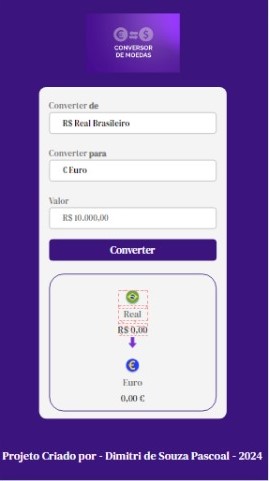 €=$
CONVERSOR
DE MOEDAS
Converter de
R$ Real Brasileiro
Converter para
€ Euro
Valor
R$ 10.000,00
Converter
Real
R$ 0,00
€
Euro
0,00 €
Projeto Criado por - Dimitri de Souza Pascoal - 2024